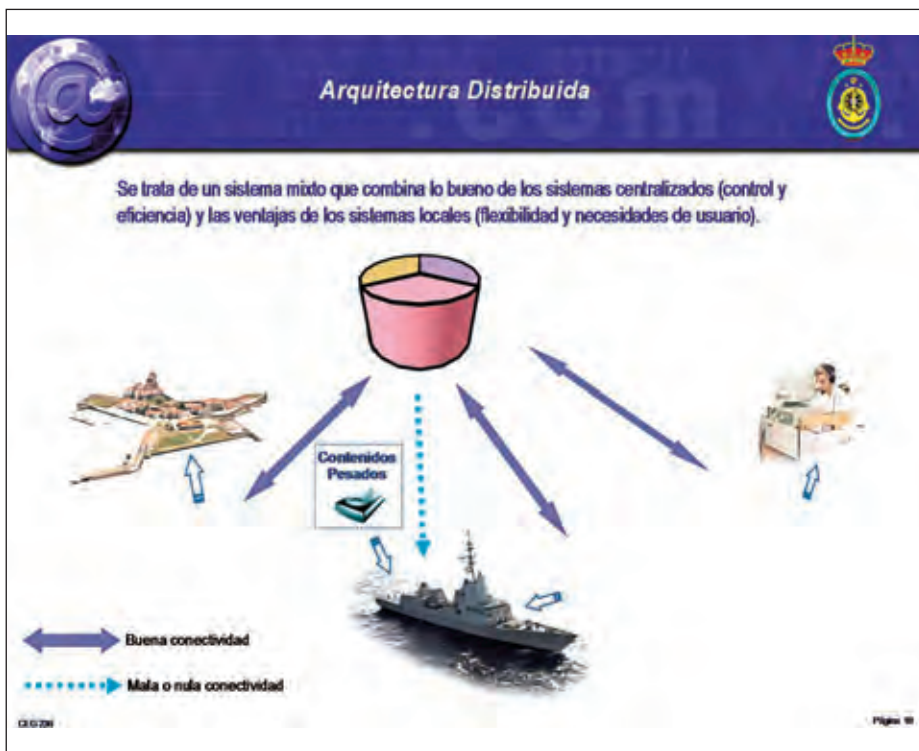 Arquitectura Distribuida
Se trata de un sistema mixto que combina lo bueno de los sistemas centralizados (control y
eficiencia) y las ventajas de los sistemas locales (flexibilidad y necesidades de usuario).
Contenidos
Pesados
Buena conectividad
Mala o nula conectividad
Página